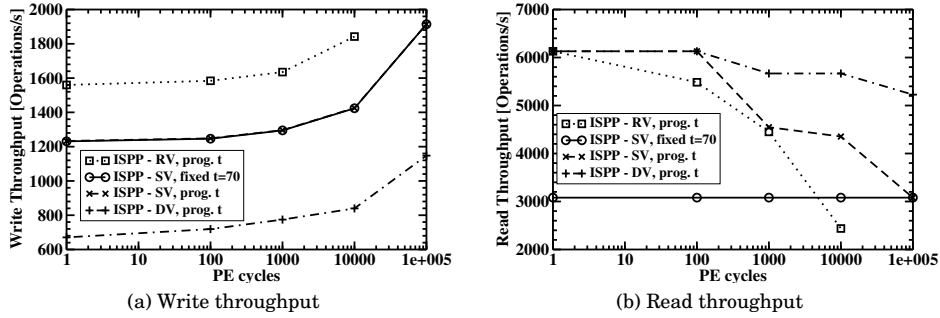 2000
1800
1600
1400
1200
1000
800
600
Write Throughput [Operations/s]
ISPP - RV, prog. t
ISPP - SV, fixed t=70
ISPP - SV, prog. t
ISPP - DV, prog. t
1 10 100 1000 10000 1e+005
PE cycles
(a) Write throughput
7000
6000
5000
4000
3000
2000
Read Throughput [Operations/s]
ISPP - RV, prog. t
ISPP - SV, fixed t=70
ISPP - SV, prog. t
ISPP - DV, prog. t
1 10 100 1000 10000 1e+005
PE cycles
(b) Read throughput